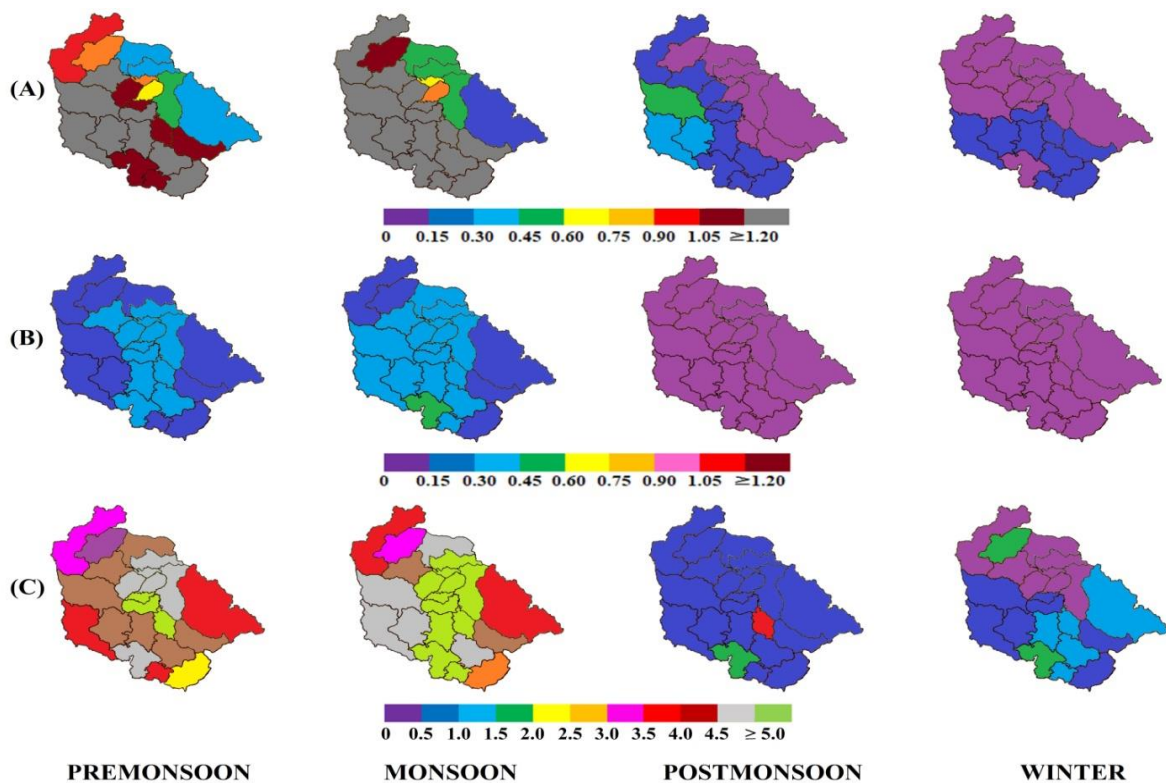 (A)
0 0.15 0.30 0.45 0.60 0.75 0.90 1.05 ≥1.20
(B)
0 0.15 0.30 0.45 0.60 0.75 0.90 1.05 ≥1.20
(C)
0 0.5 1.0 1.5 2.0 2.5 3.0 3.5 4.0 4.5 ≥ 5.0
PREMONSOON MONSOON POSTMONSOON WINTER